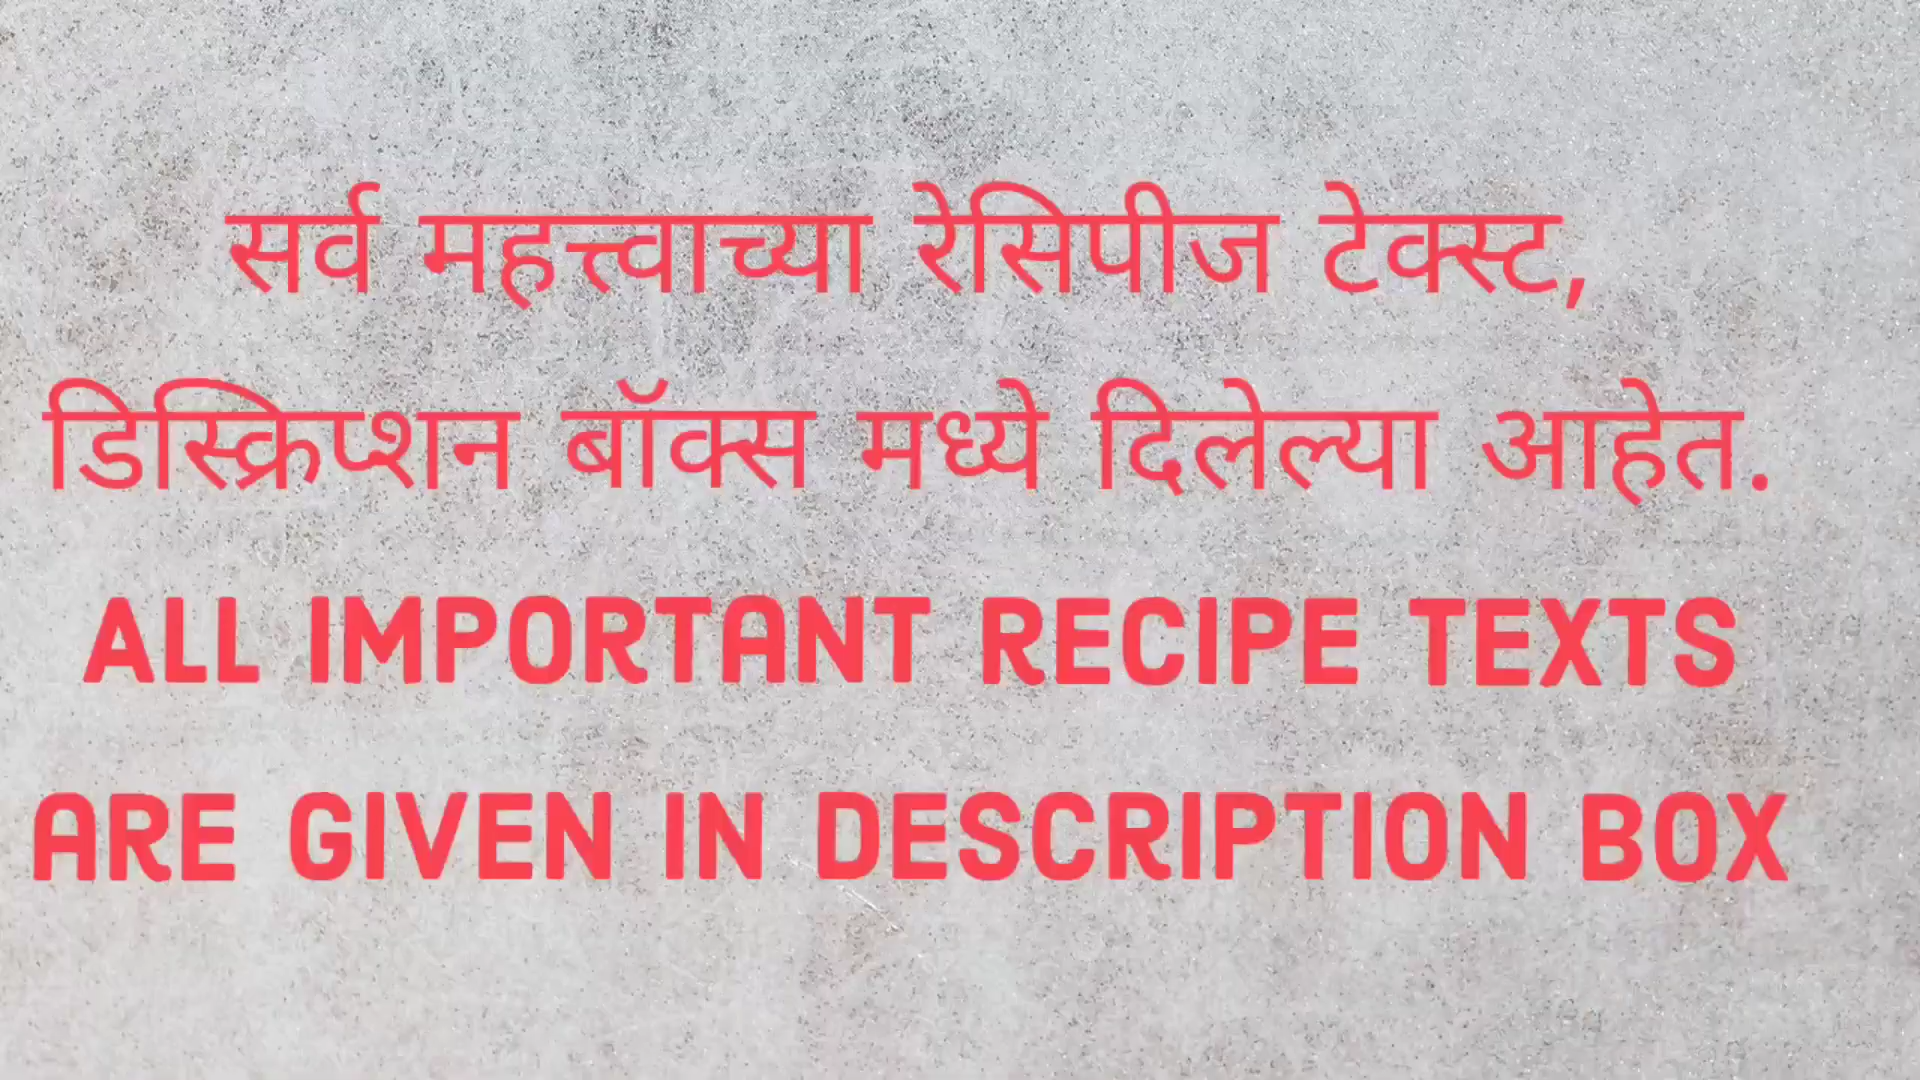 सर्व महत्त्वाच्या रेसिपीज टेक्स्ट,
डिस्क्रिप्शन बॉक्स मध्ये दिलेल्या आहेत.
ALL IMPORTANT RECIPE TEXTS
ARE GIVEN IN DESCRIPTION BOX